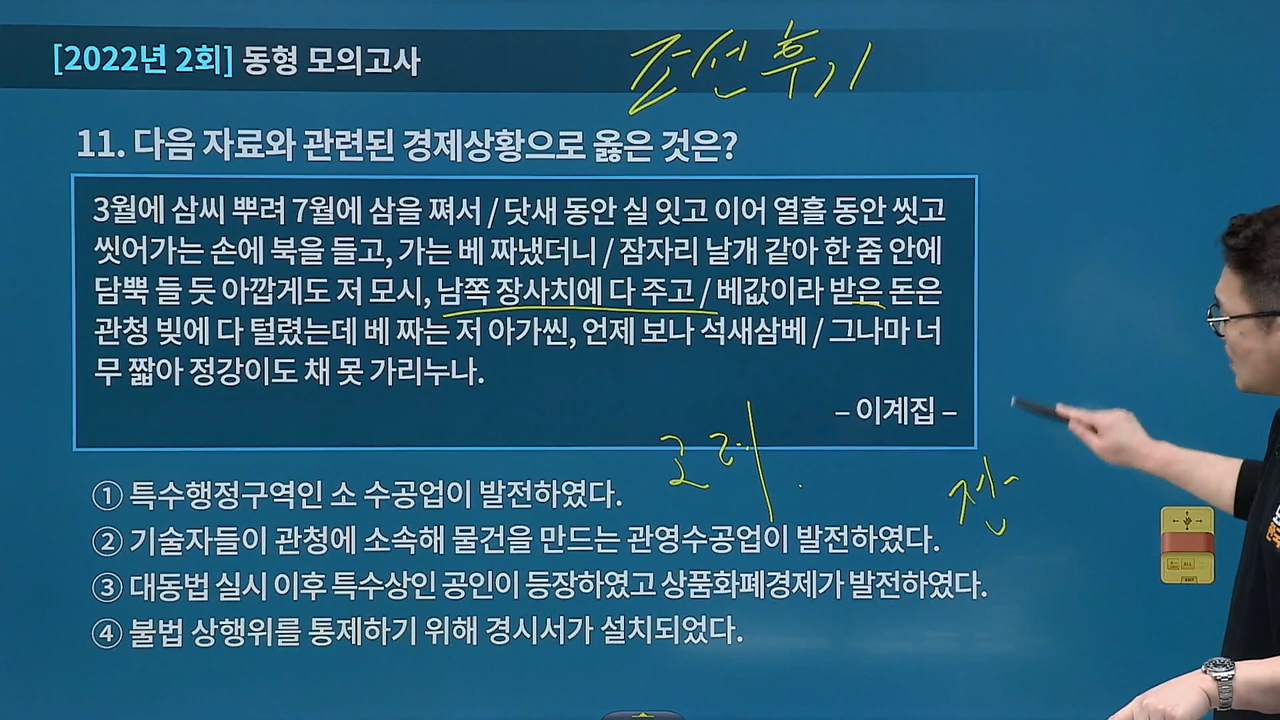 [2022년 2회] 동형 모의고사
조선후기
11. 다음 자료와 관련된 경제상황으로 옳은 것은?
3월에 삼씨 뿌려 7월에 삼을 쪄서 / 닷새 동안 실 잇고 이어 열흘 동안 씻고
씻어가는 손에 북을 들고, 가는 베 짜냈더니 / 잠자리 날개 같아 한 줌 안에
담뿍 들 듯 아깝게도 저 모시, 남쪽 장사치에 다 주고 / 베값이라 받은 돈은
관청 빚에 다 털렸는데 베 짜는 저 아가씬, 언제 보나 석새삼베 / 그나마 너
무 짧아 정강이도 채 못 가리누나.
– 이계집 –
고려
① 특수행정구역인 소 수공업이 발전하였다.
전
② 기술자들이 관청에 소속해 물건을 만드는 관영수공업이 발전하였다.
③ 대동법 실시 이후 특수상인 공인이 등장하였고 상품화폐경제가 발전하였다.
④ 불법 상행위를 통제하기 위해 경시서가 설치되었다.